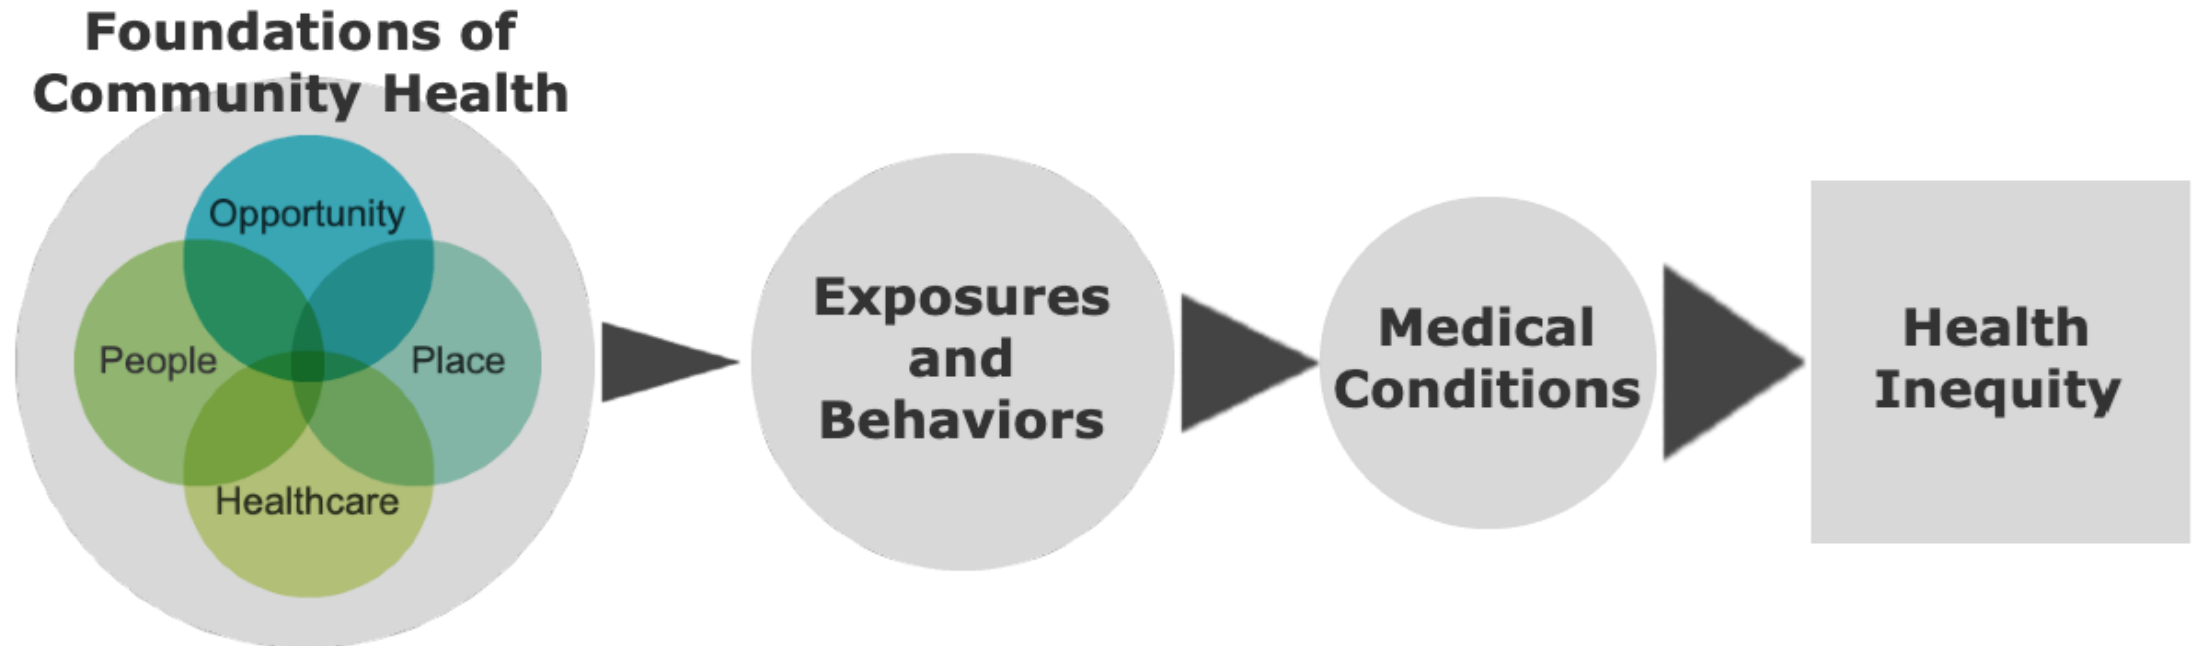 Foundations of
Community Health
Opportunity
People
Place
Healthcare
Exposures
and
Behaviors
Medical
Conditions
Health
Inequity